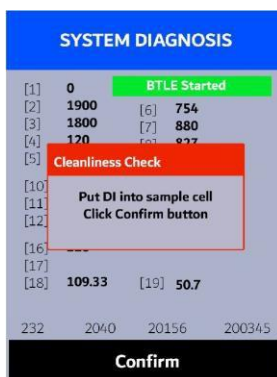 SYSTEM DIAGNOSIS
[1] 0 BTLE Started
[2] 1900 [6] 754
[3] 1800 [7] 880
[4] 120 827
[5]
Cleanliness Check
[10]
[11] Put DI into sample cell
[12] Click Confirm button
[16]
[17]
[18] 109.33 [19] 50.7
232 2040 20156 200345
Confirm